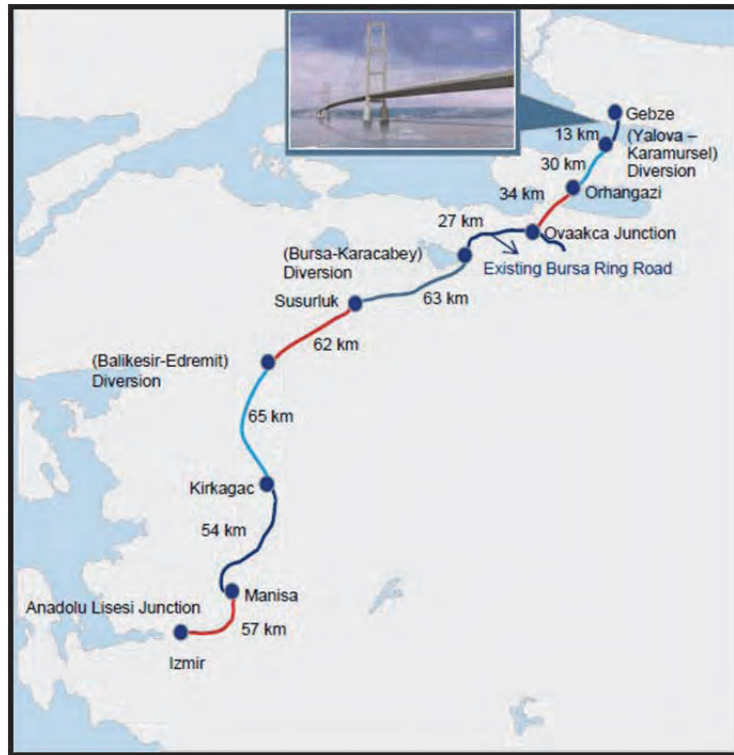 Gebze
13 km
(Yalova –
Karamursel)
Diversion
30 km
34 km
Orhangazi
27 km
Ovaakca Junction
(Bursa-Karacabey)
Diversion
Existing Bursa Ring Road
63 km
Susurluk
62 km
(Balikesir-Edremit)
Diversion
65 km
Kirkagac
54 km
Manisa
Anadolu Lisesi Junction
57 km
Izmir